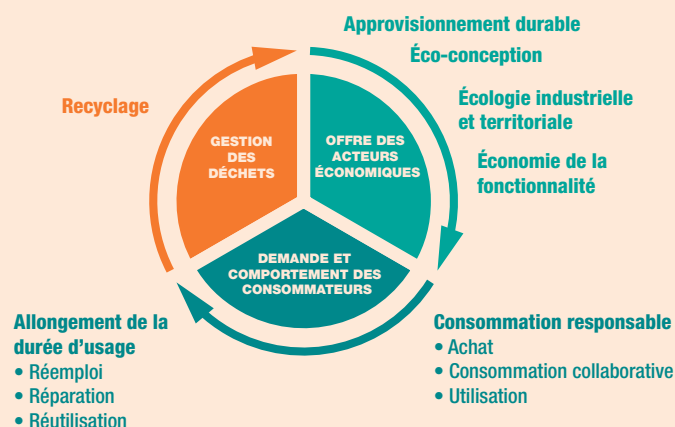 Approvisionnement durable
Éco-conception
Écologie industrielle
et territoriale
Économie de la
fonctionnalité
Recyclage
GESTION
DES
DÉCHETS
OFFRE DES
ACTEURS
ÉCONOMIQUES
DEMANDE ET
COMPORTEMENT DES
CONSOMMATEURS
Allongement de la
durée d’usage
• Réemploi
• Réparation
• Réutilisation
Consommation responsable
• Achat
• Consommation collaborative
• Utilisation